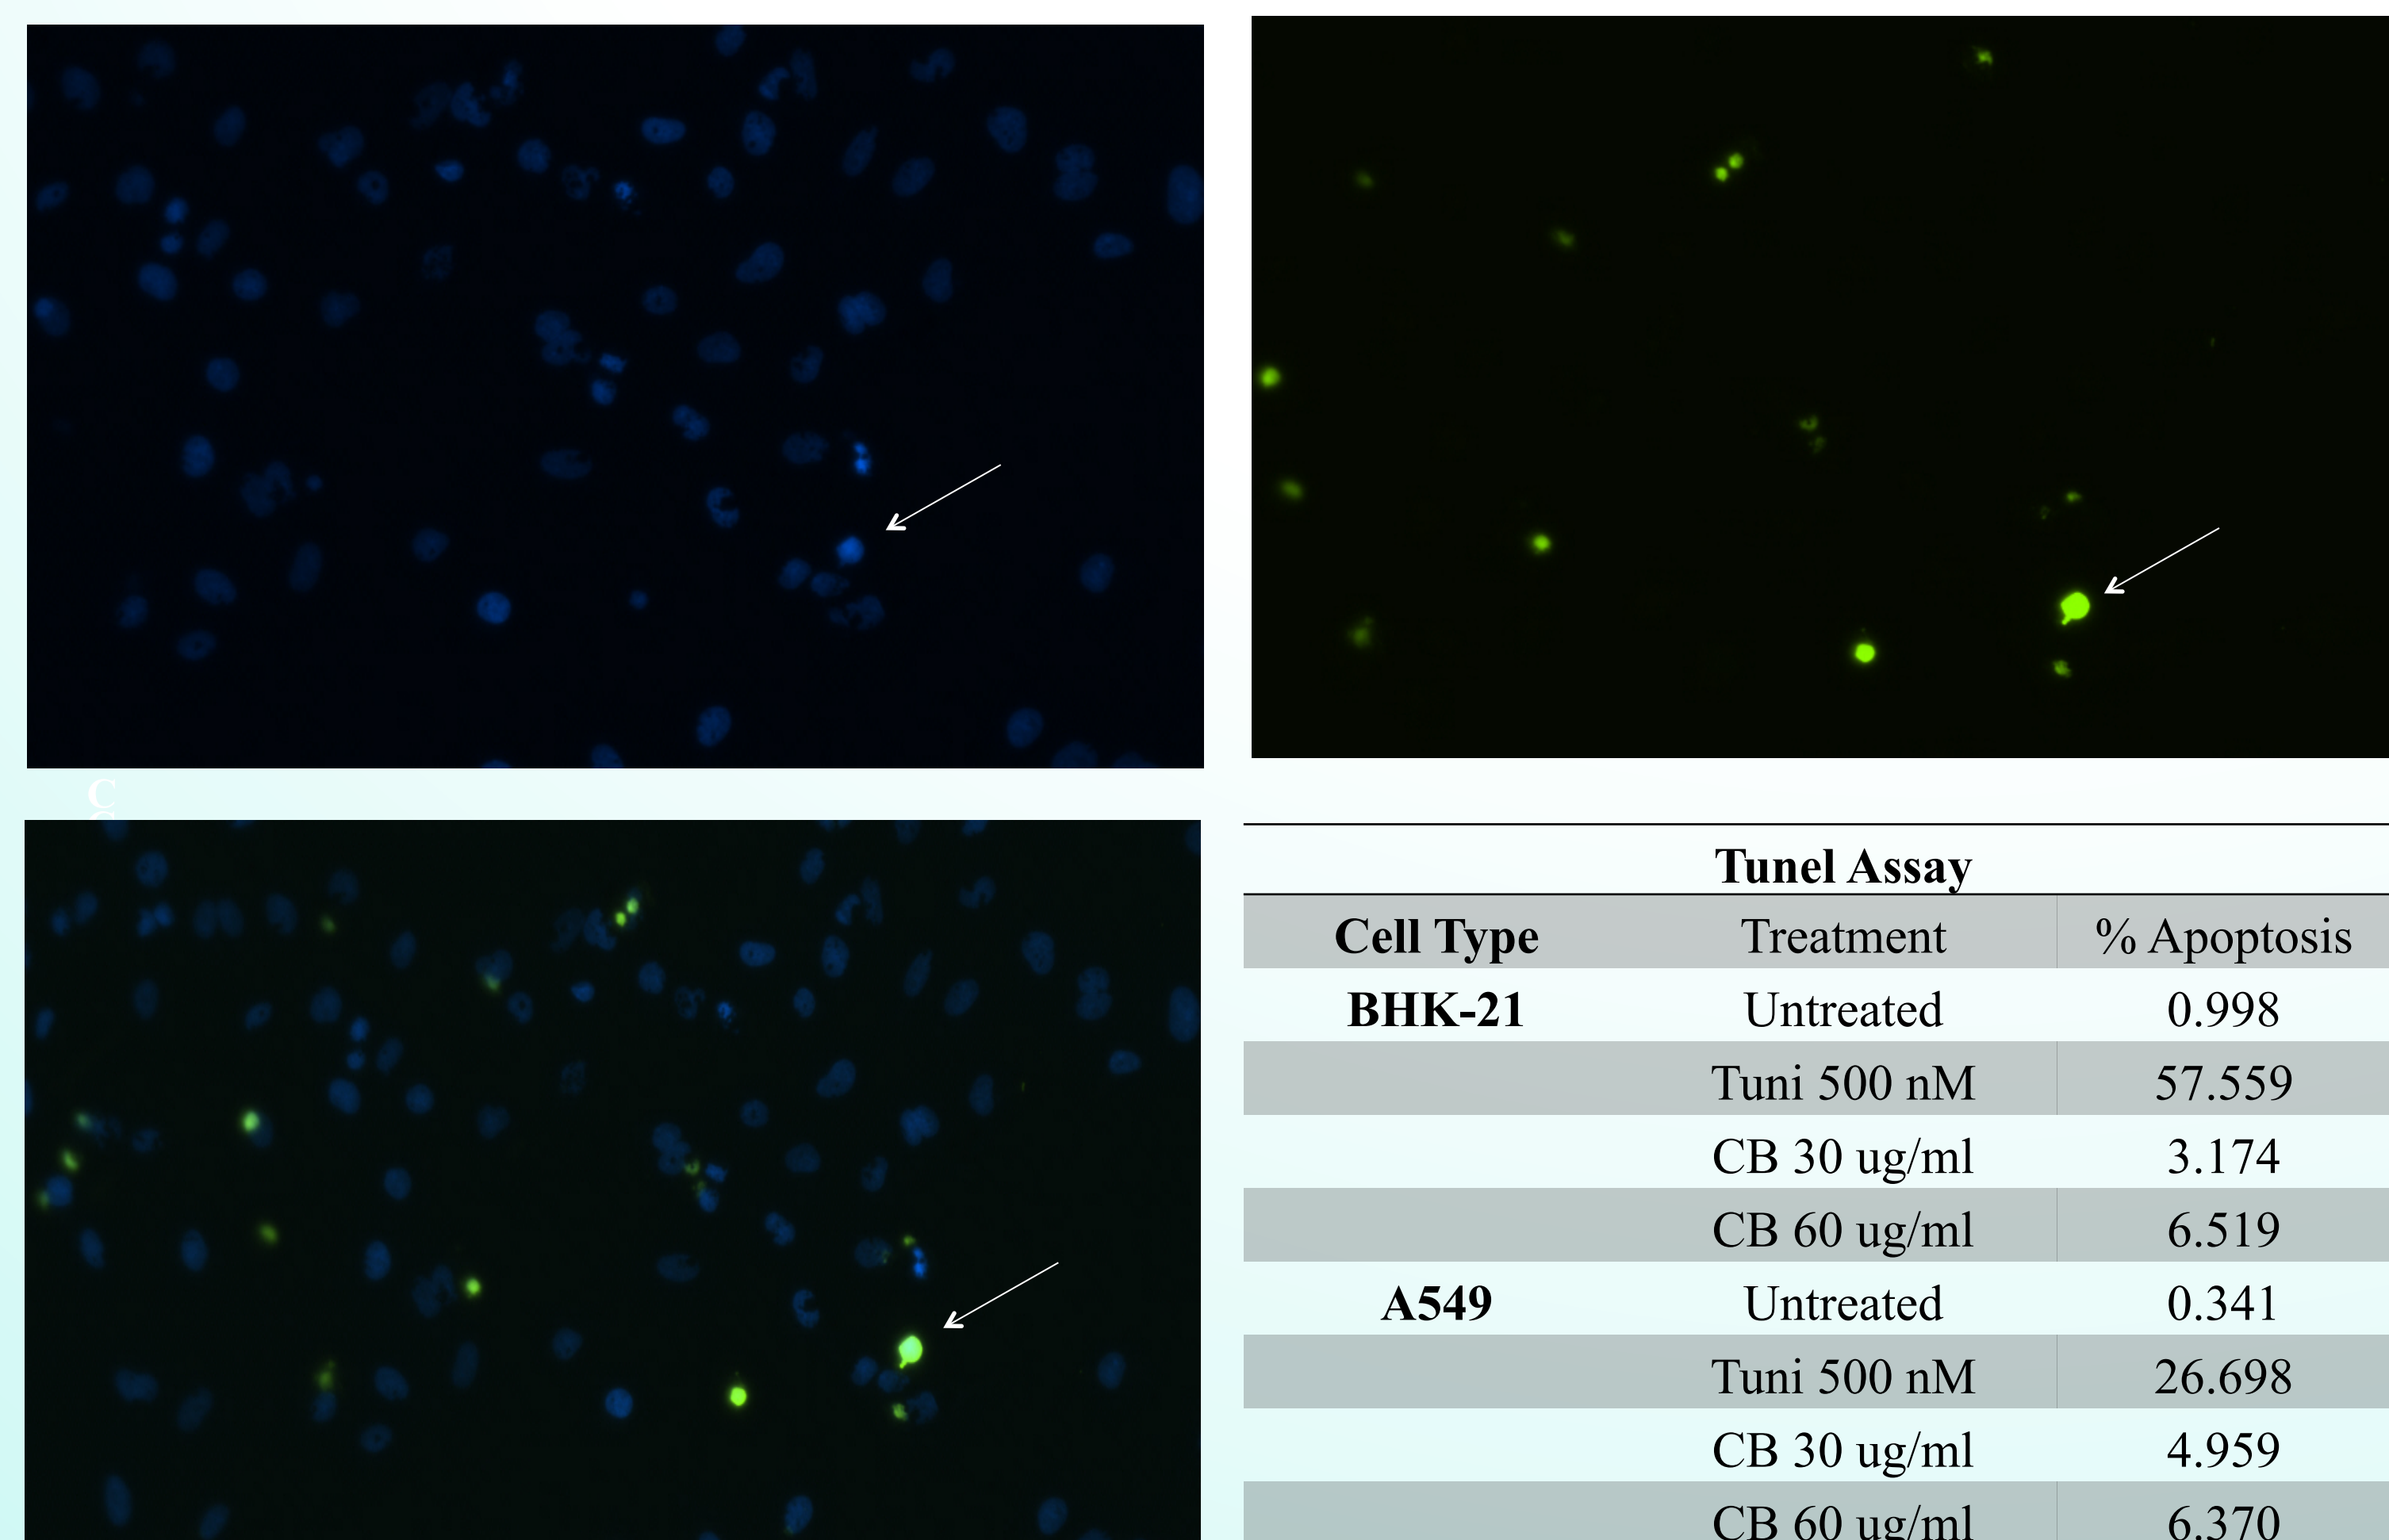 C
Tunel Assay
Cell Type Treatment % Apoptosis
BHK-21 Untreated 0.998
Tuni 500 nM 57.559
CB 30 ug/ml 3.174
CB 60 ug/ml 6.519
A549 Untreated 0.341
Tuni 500 nM 26.698
CB 30 ug/ml 4.959
CB 60 ug/ml 6.370